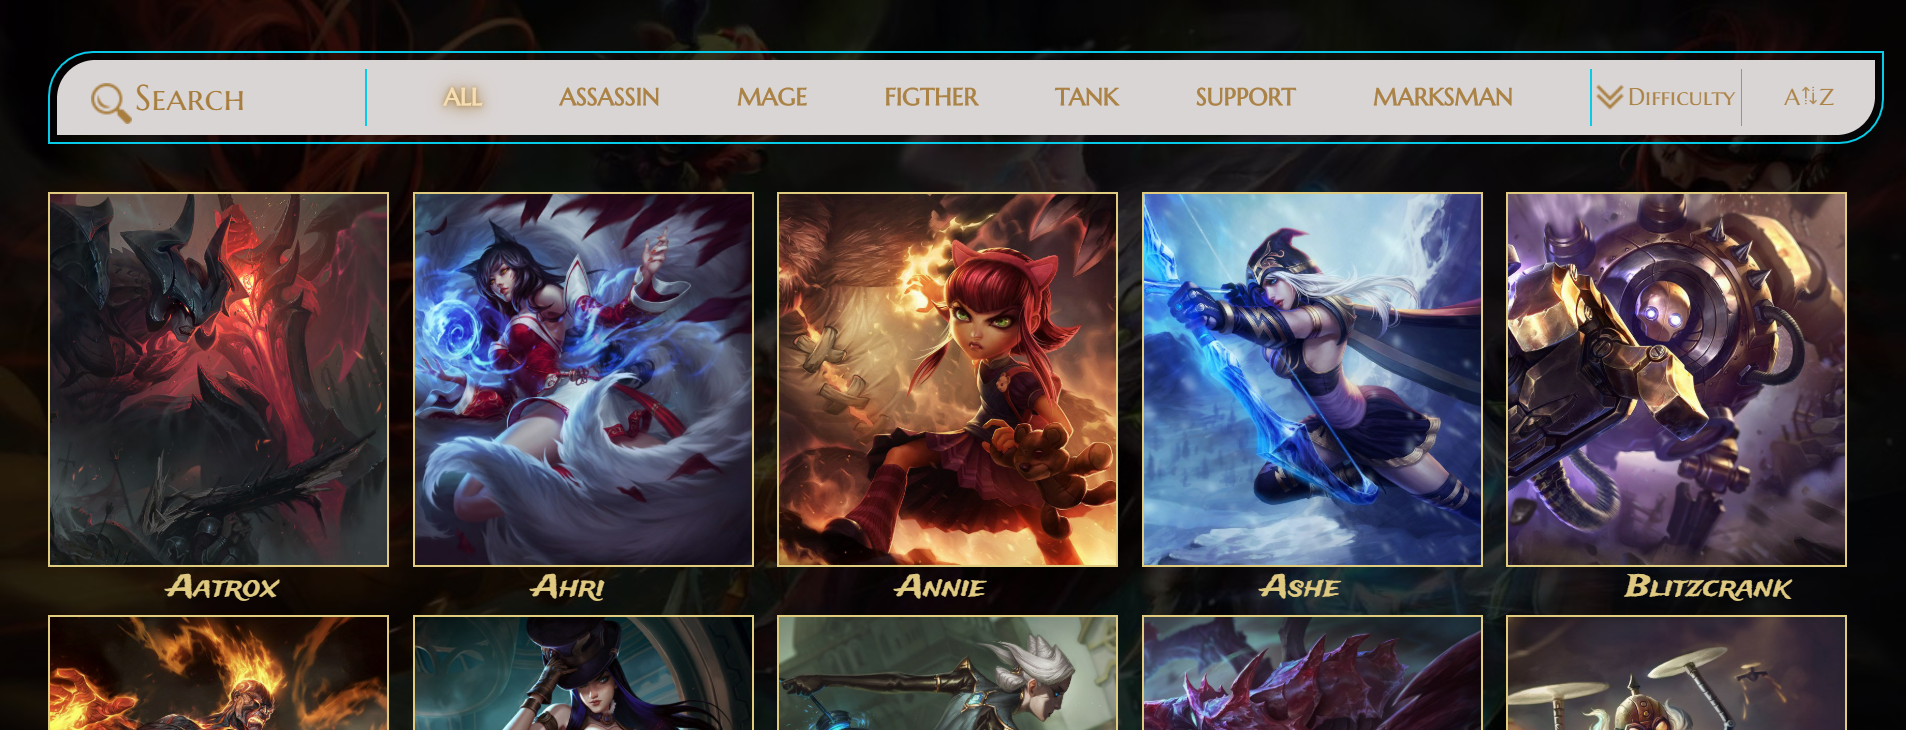 Search
ALL ASSASSIN MAGE FIGTHER TANK SUPPORT MARKSMAN
Difficulty
A↑↓Z
Aatrox Ahri Annie Ashe Blitzcrank